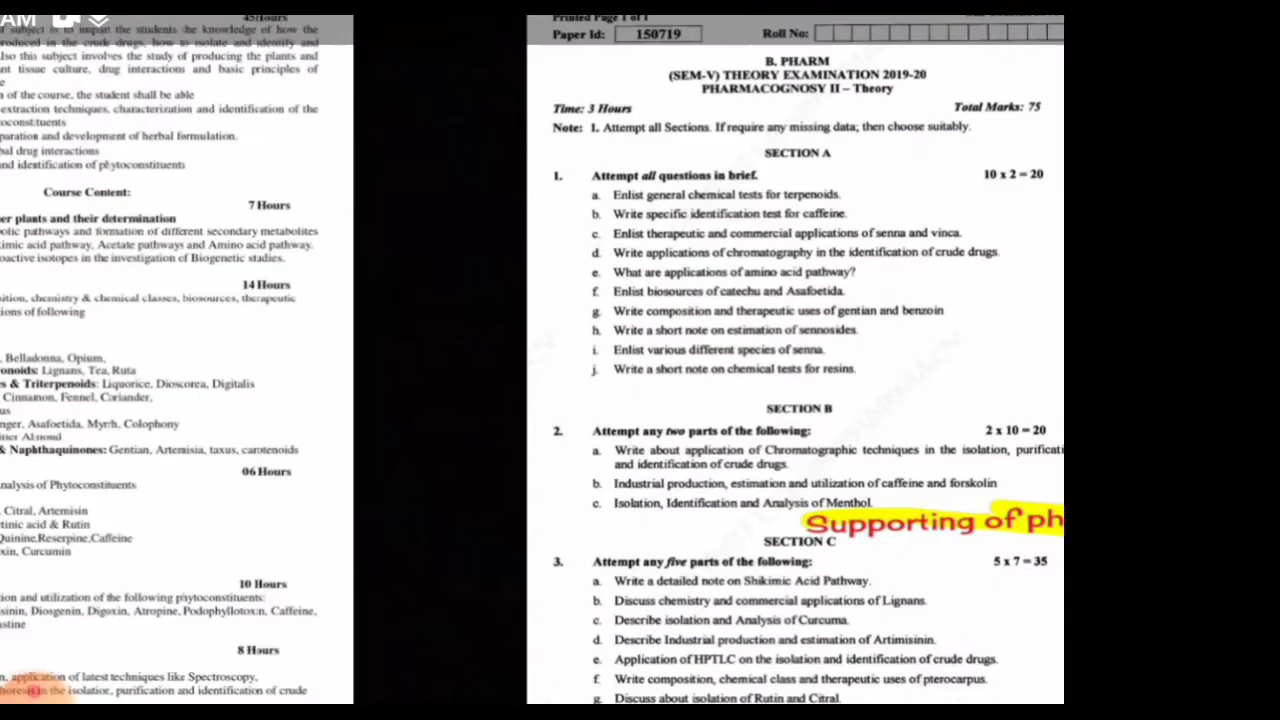 AM
45Hours
subject is to impart the students the knowledge of how the
roduced in the crude drugs, how to isolate and identify and
lso this subject involves the study of producing the plants and
nt tissue culture, drug interactions and basic principles of
e
n of the course, the student shall be able
extraction techniques, characterization and identification of the
oconstituents
paration and development of herbal formulation.
bal drug interactions
and identification of phytoconstituents
Course Content:
7 Hours
er plants and their determination
olic pathways and formation of different secondary metabolites
kimic acid pathway, Acetate pathways and Amino acid pathway.
oactive isotopes in the investigation of Biogenetic studies.
14 Hours
ition, chemistry & chemical classes, biosources, therapeutic
ions of following
, Belladonna, Opium,
onoids: Lignans, Tea, Ruta
s & Triterpenoids: Liquorice, Dioscorea, Digitalis
Cinnamon, Fennel, Coriander,
us
nger, Asafoetida, Myrrh, Colophony
itter Almond
& Naphthaquinones: Gentian, Artemisia, taxus, carotenoids
06 Hours
nalysis of Phytoconstituents
, Citral, Artemisin
tinic acid & Rutin
Quinine,Reserpine,Caffeine
xin, Curcumin
10 Hours
ion and utilization of the following phytoconstituents:
sinin, Diosgenin, Digoxin, Atropine, Podophyllotoxin, Caffeine,
stine
8 Hours
n, application of latest techniques like Spectroscopy,
in the isolation, purification and identification of crude
Printed Page 1 of 1
Paper Id: 150719 Roll No:
B. PHARM
(SEM-V) THEORY EXAMINATION 2019-20
PHARMACOGNOSY II – Theory
Time: 3 Hours Total Marks: 75
Note: 1. Attempt all Sections. If require any missing data; then choose suitably.
SECTION A
1. Attempt all questions in brief. 10 x 2 = 20
a. Enlist general chemical tests for terpenoids.
b. Write specific identification test for caffeine.
c. Enlist therapeutic and commercial applications of senna and vinca.
d. Write applications of chromatography in the identification of crude drugs.
e. What are applications of amino acid pathway?
f. Enlist biosources of catechu and Asafoetida.
g. Write composition and therapeutic uses of gentian and benzoin
h. Write a short note on estimation of sennosides.
i. Enlist various different species of senna.
j. Write a short note on chemical tests for resins.
SECTION B
2. Attempt any two parts of the following: 2 x 10 = 20
a. Write about application of Chromatographic techniques in the isolation, purificati
and identification of crude drugs.
b. Industrial production, estimation and utilization of caffeine and forskolin
c. Isolation, Identification and Analysis of Menthol.
Supporting of ph
SECTION C
3. Attempt any five parts of the following: 5 x 7 = 35
a. Write a detailed note on Shikimic Acid Pathway.
b. Discuss chemistry and commercial applications of Lignans.
c. Describe isolation and Analysis of Curcuma.
d. Describe Industrial production and estimation of Artimisinin.
e. Application of HPTLC on the isolation and identification of crude drugs.
f. Write composition, chemical class and therapeutic uses of pterocarpus.
g. Discuss about isolation of Rutin and Citral.